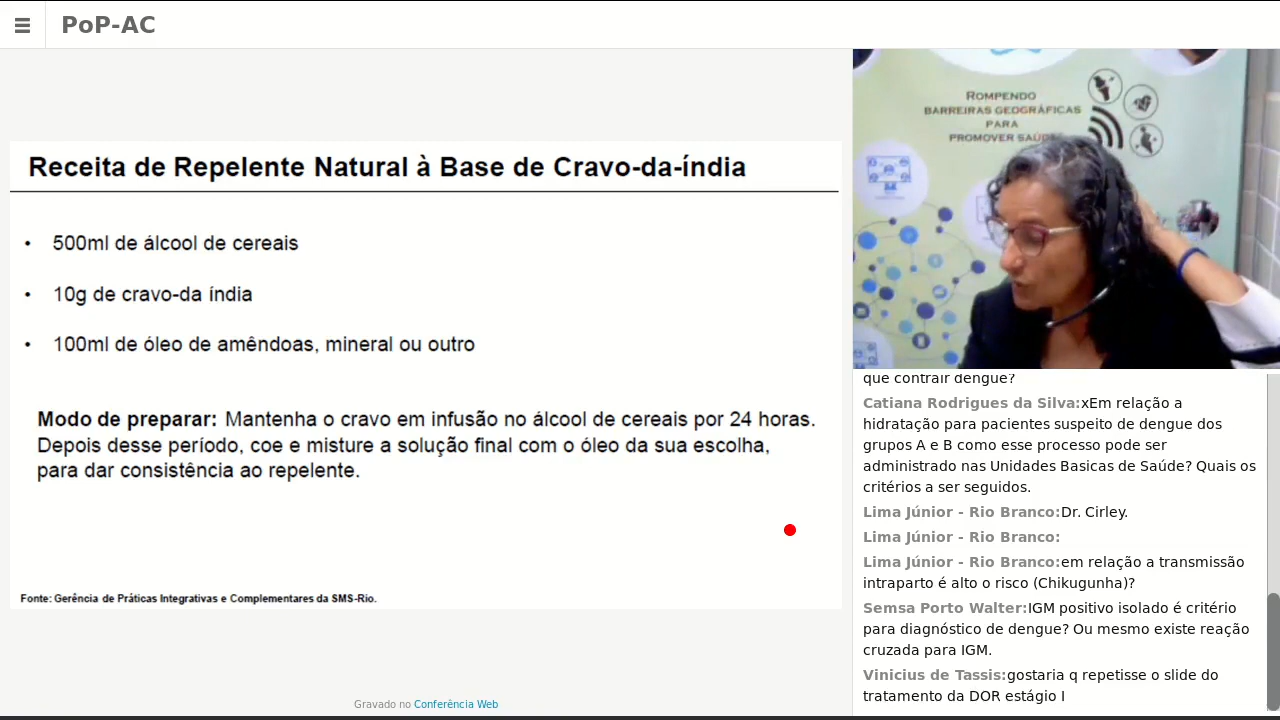 PoP-AC
Receita de Repelente Natural à Base de Cravo-da-índia
• 500ml de álcool de cereais
• 10g de cravo-da índia
• 100ml de óleo de amêndoas, mineral ou outro
Modo de preparar: Mantenha o cravo em infusão no álcool de cereais por 24 horas.
Depois desse período, coe e misture a solução final com o óleo da sua escolha,
para dar consistência ao repelente.
Fonte: Gerência de Práticas Integrativas e Complementares da SMS-Rio.
Gravado no Conferência Web
ROMPENDO
BARREIRAS GEOGRÁFICAS
PARA
PROMOVER SAÚDE
que contrair dengue?
Catiana Rodrigues da Silva:xEm relação a
hidratação para pacientes suspeito de dengue dos
grupos A e B como esse processo pode ser
administrado nas Unidades Basicas de Saúde? Quais os
critérios a ser seguidos.
Lima Júnior - Rio Branco:Dr. Cirley.
Lima Júnior - Rio Branco:
Lima Júnior - Rio Branco:em relação a transmissão
intraparto é alto o risco (Chikugunha)?
Semsa Porto Walter:IGM positivo isolado é critério
para diagnóstico de dengue? Ou mesmo existe reação
cruzada para IGM.
Vinicius de Tassis:gostaria q repetisse o slide do
tratamento da DOR estágio I